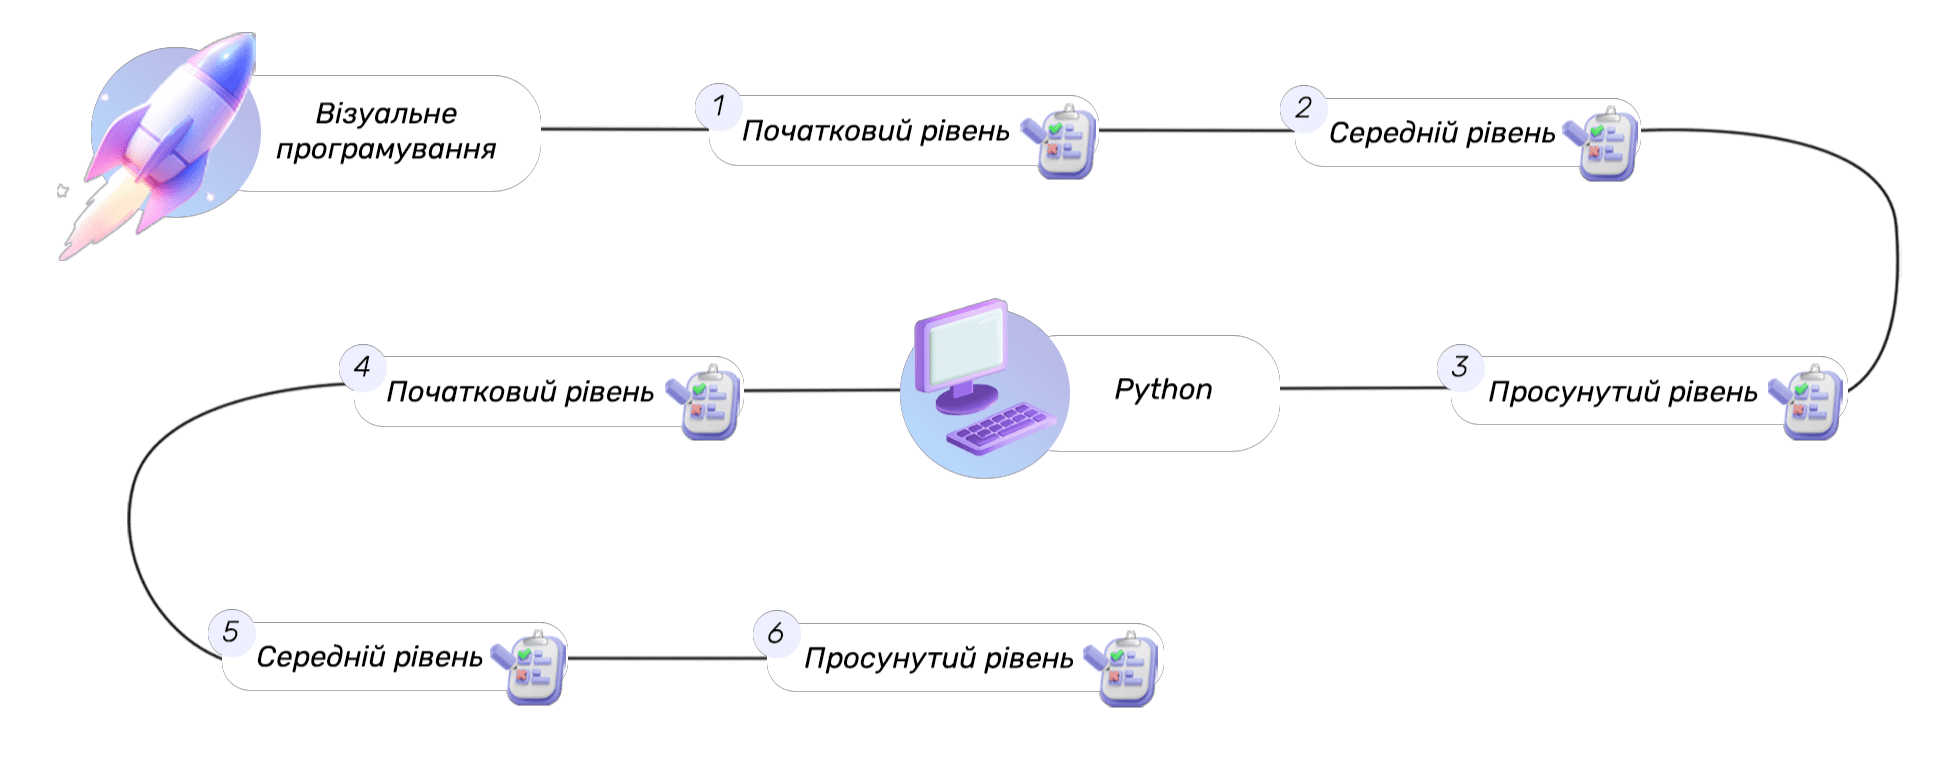 Візуальне
програмування
1
Початковий рівень
2
Середній рівень
3
Просунутий рівень
Python
4
Початковий рівень
5
Середній рівень
6
Просунутий рівень